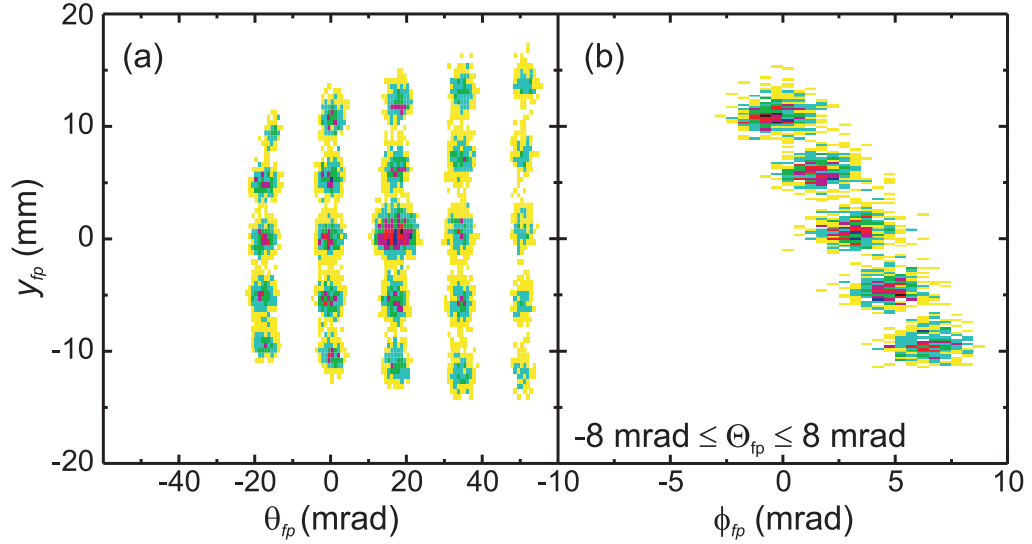 20
10
0
-10
-20
y_fp (mm)
(a)
(b)
-8 mrad ≤ Θ_fp ≤ 8 mrad
-40 -20 0 20 40 -10 -5 0 5 10
θ_fp (mrad)
ϕ_fp (mrad)